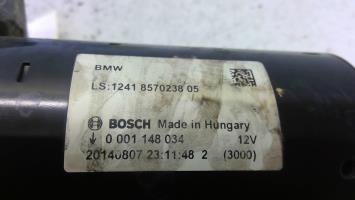 BMW
LS:1241 8570238 05
BOSCH Made in Hungary
0 001 148 034 12V
20140807 23:11:48 2 (3000)